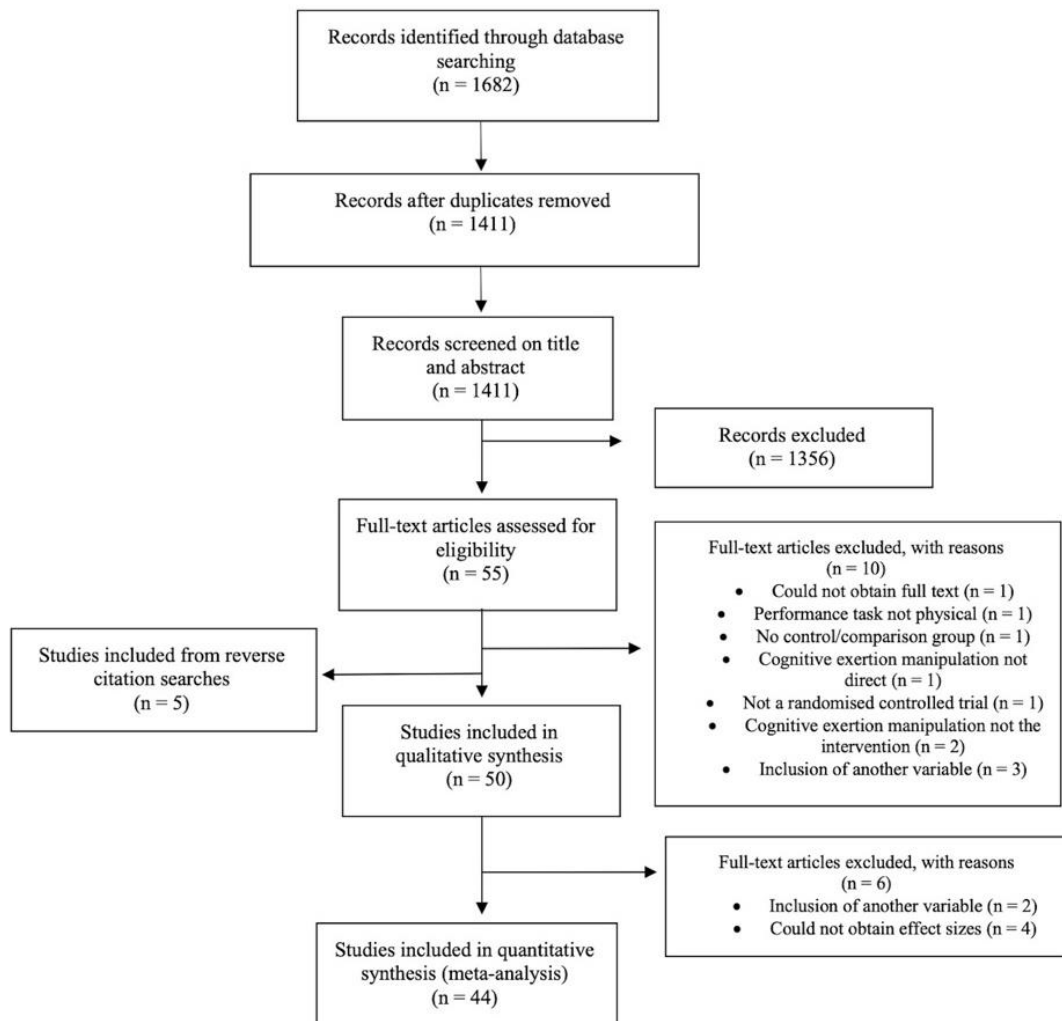 Records identified through database
searching
(n = 1682)
Records after duplicates removed
(n = 1411)
Records screened on title
and abstract
(n = 1411)
Records excluded
(n = 1356)
Full-text articles assessed for
eligibility
(n = 55)
Full-text articles excluded, with reasons
(n = 10)
• Could not obtain full text (n = 1)
• Performance task not physical (n = 1)
• No control/comparison group (n = 1)
• Cognitive exertion manipulation not
direct (n = 1)
• Not a randomised controlled trial (n = 1)
• Cognitive exertion manipulation not the
intervention (n = 2)
• Inclusion of another variable (n = 3)
Studies included from reverse
citation searches
(n = 5)
Studies included in
qualitative synthesis
(n = 50)
Full-text articles excluded, with reasons
(n = 6)
• Inclusion of another variable (n = 2)
• Could not obtain effect sizes (n = 4)
Studies included in quantitative
synthesis (meta-analysis)
(n = 44)